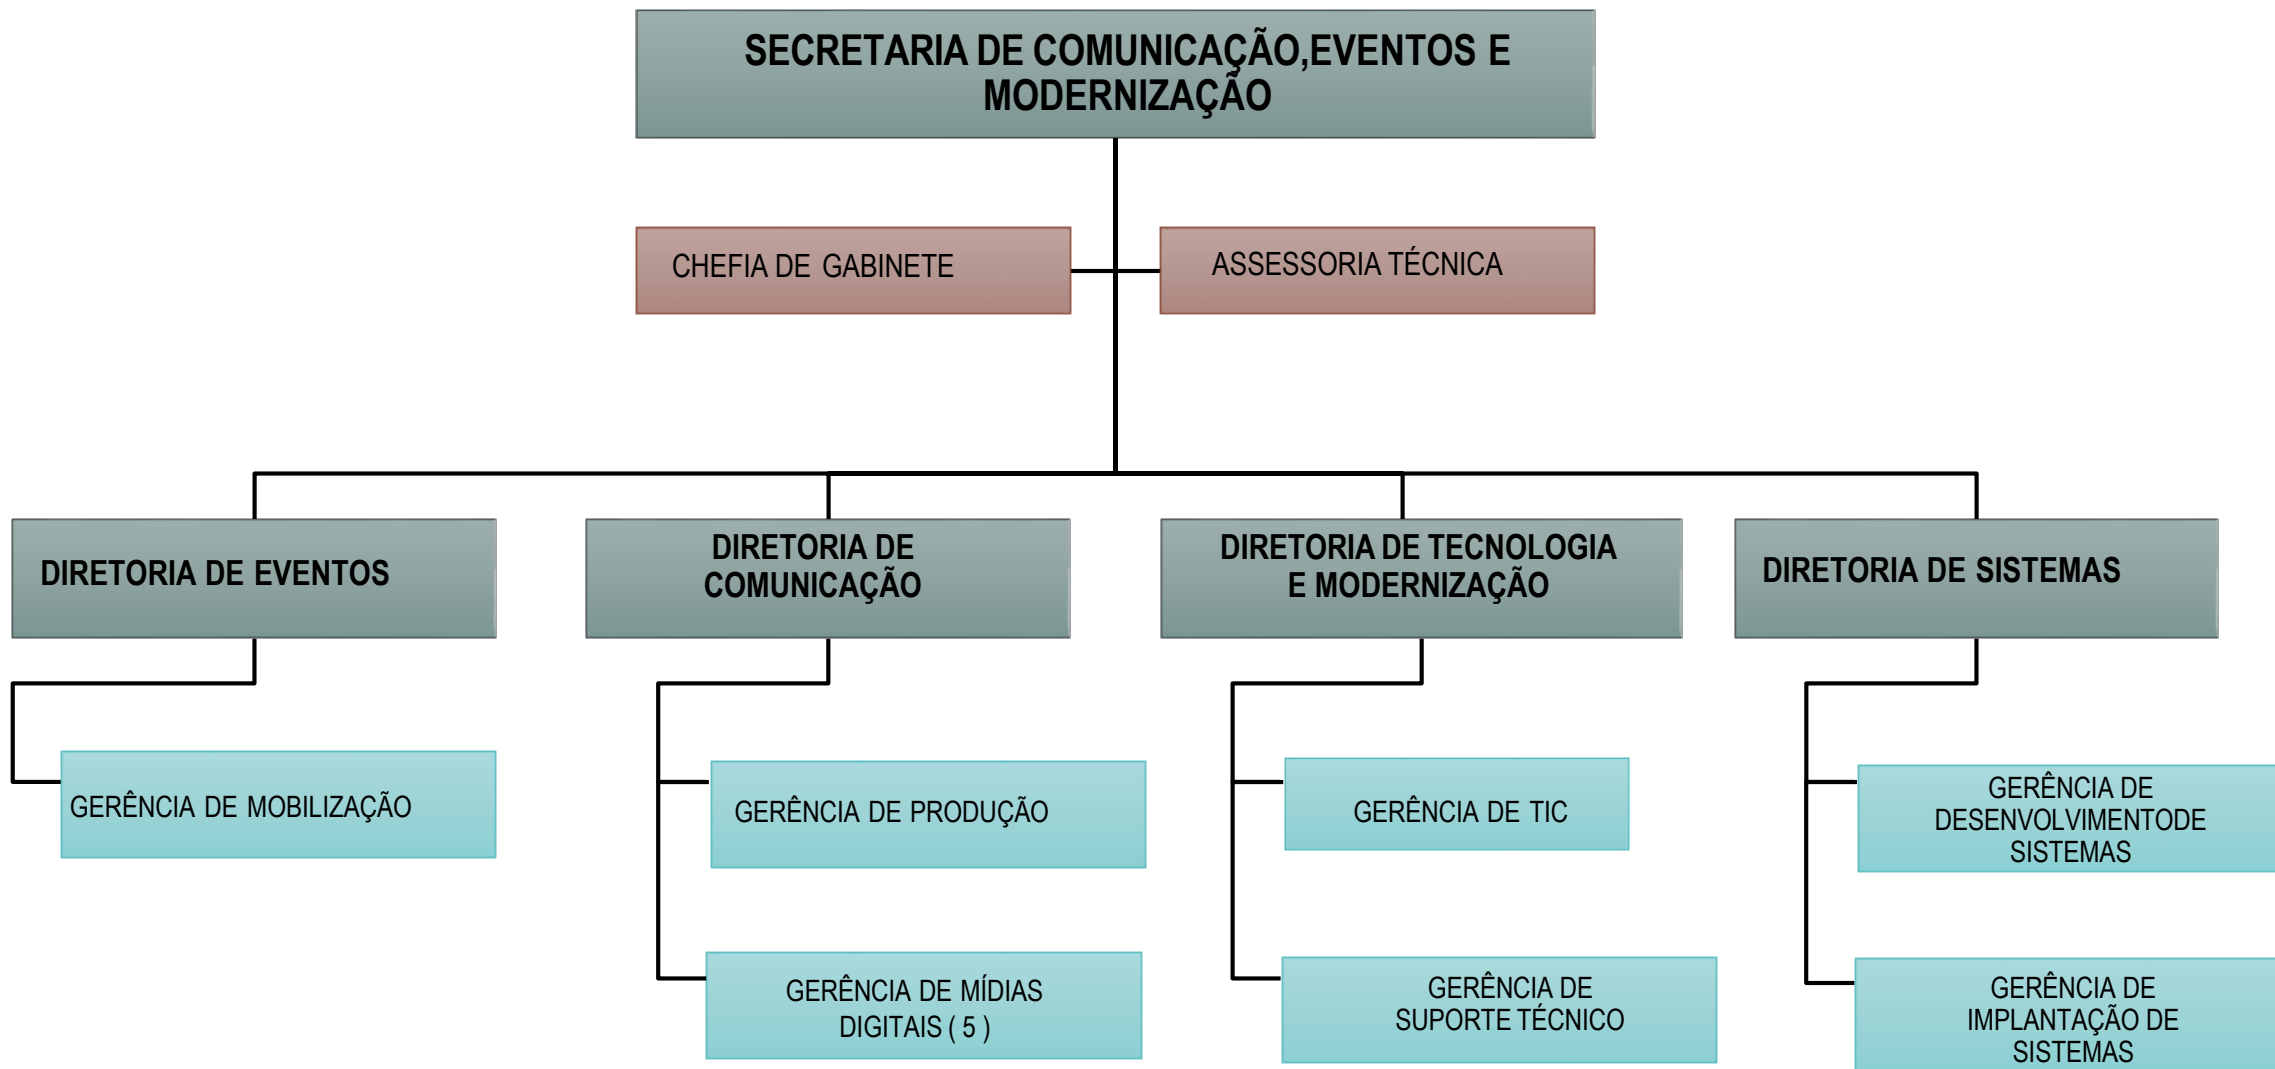 SECRETARIA DE COMUNICAÇÃO,EVENTOS E
MODERNIZAÇÃO
CHEFIA DE GABINETE
ASSESSORIA TÉCNICA
DIRETORIA DE EVENTOS
DIRETORIA DE
COMUNICAÇÃO
DIRETORIA DE TECNOLOGIA
E MODERNIZAÇÃO
DIRETORIA DE SISTEMAS
GERÊNCIA DE MOBILIZAÇÃO
GERÊNCIA DE PRODUÇÃO
GERÊNCIA DE TIC
GERÊNCIA DE
DESENVOLVIMENTODE
SISTEMAS
GERÊNCIA DE MÍDIAS
DIGITAIS ( 5 )
GERÊNCIA DE
SUPORTE TÉCNICO
GERÊNCIA DE
IMPLANTAÇÃO DE
SISTEMAS